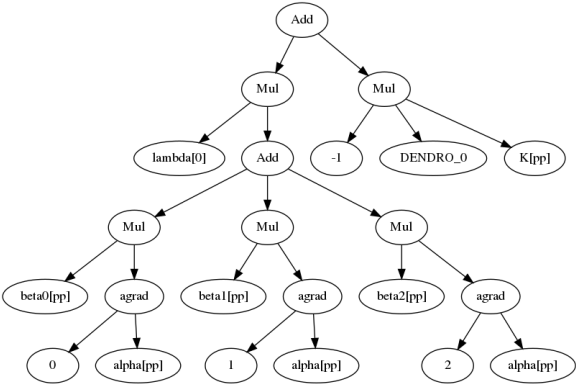 Add
Mul Mul
lambda[0] Add -1 DENDRO_0 K[pp]
Mul Mul Mul
beta0[pp] agrad beta1[pp] agrad beta2[pp] agrad
0 alpha[pp] 1 alpha[pp] 2 alpha[pp]